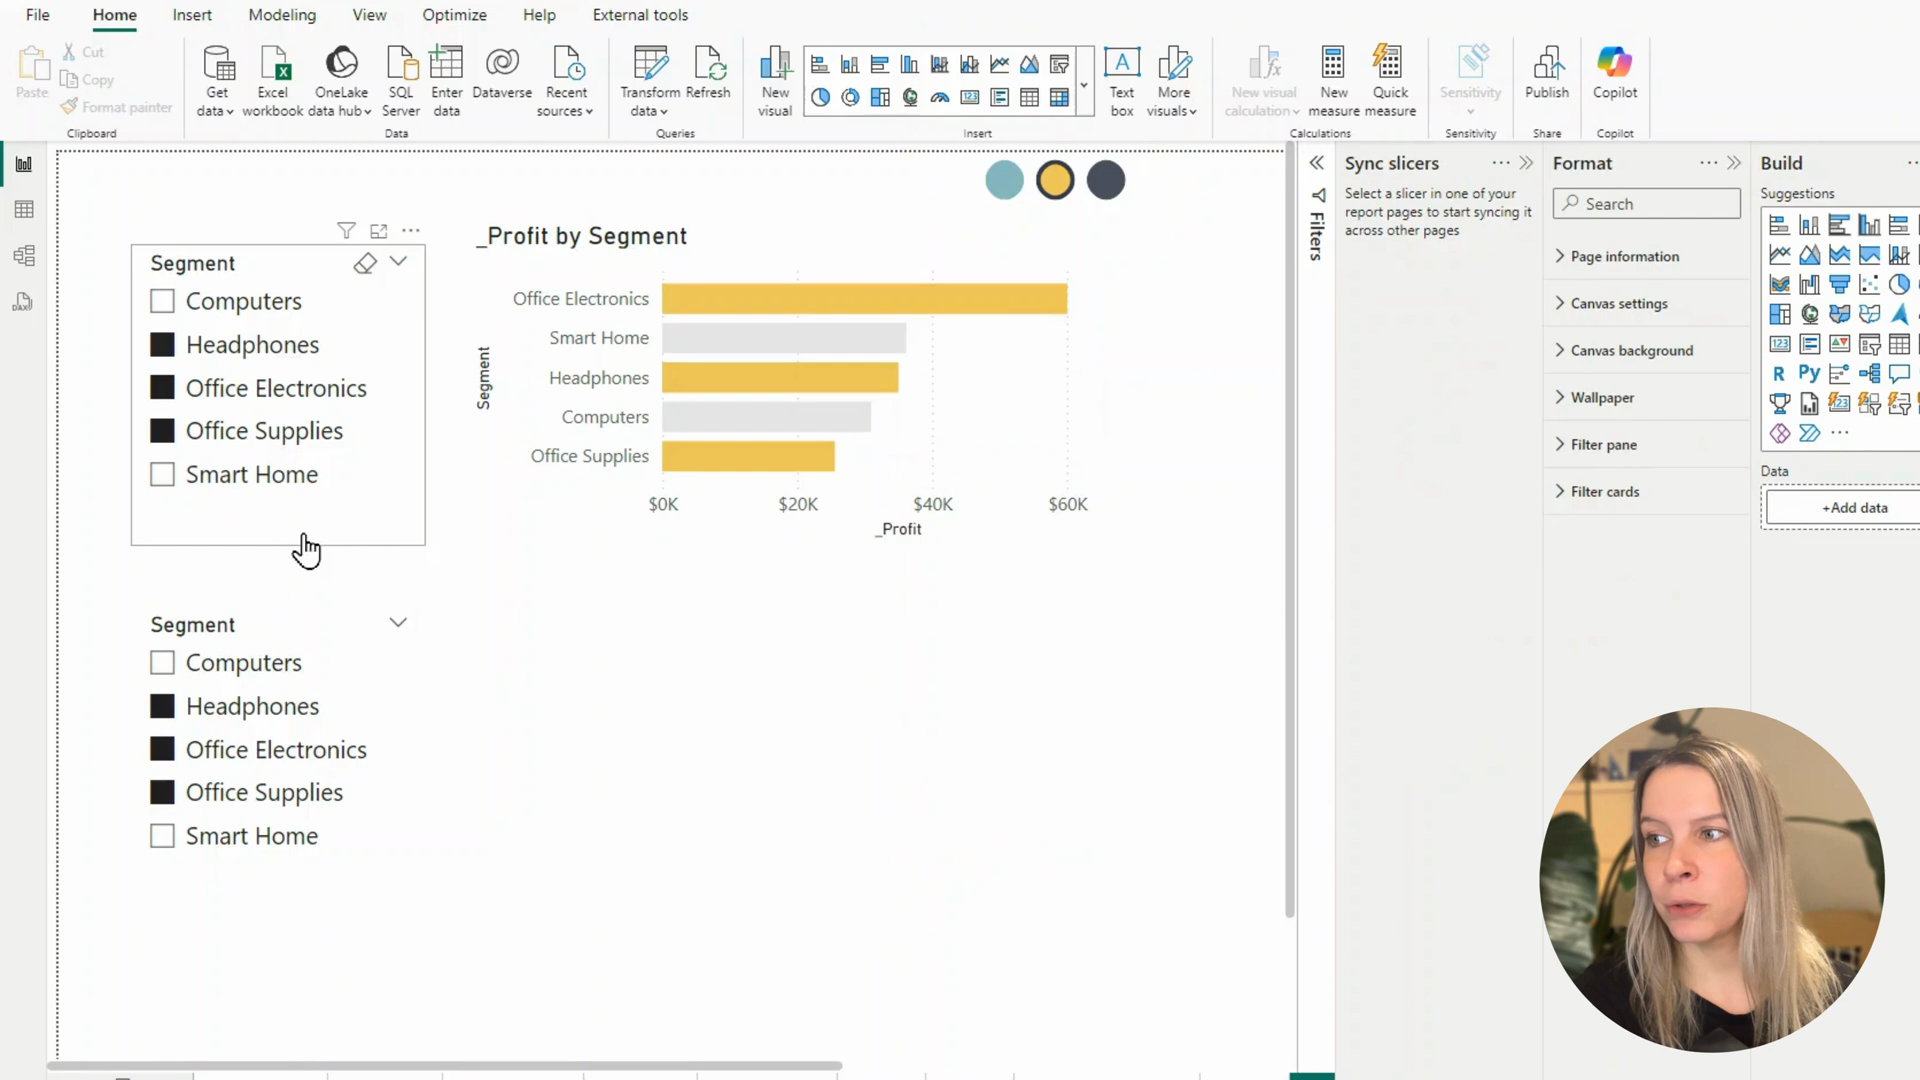 File Home Insert Modeling View Optimize Help External tools
Paste
Cut
Copy
Format painter
Clipboard
Get data
Excel workbook
OneLake data hub
SQL Server
Enter data
Dataverse
Recent sources
Data
Transform data
Refresh
Queries
New visual
A
Text box
More visuals
Insert
New visual calculation
New measure
Quick measure
Calculations
Sensitivity
Sensitivity
Publish
Share
Copilot
Copilot
DAX
Segment
Computers
Headphones
Office Electronics
Office Supplies
Smart Home
_Profit by Segment
Segment
Office Electronics
Smart Home
Headphones
Computers
Office Supplies
$0K $20K $40K $60K
_Profit
Segment
Computers
Headphones
Office Electronics
Office Supplies
Smart Home
Filters
Sync slicers
Select a slicer in one of your
report pages to start syncing it
across other pages
Format
Search
Page information
Canvas settings
Canvas background
Wallpaper
Filter pane
Filter cards
Build
Suggestions
123
R Py
Data
+Add data